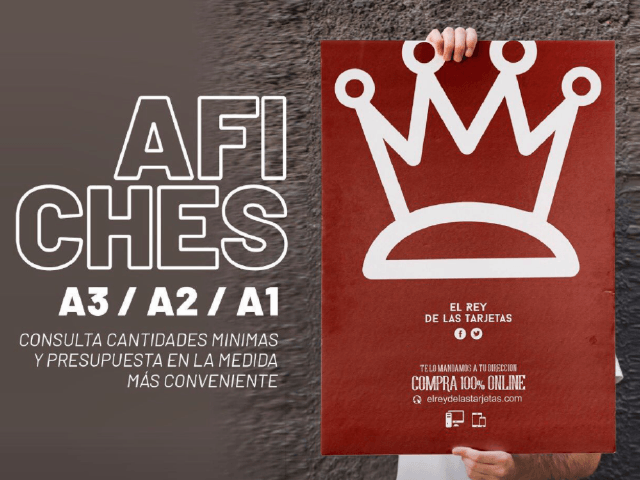 AFI
CHES
A3 / A2 / A1
CONSULTA CANTIDADES MINIMAS
Y PRESUPUESTA EN LA MEDIDA
MÁS CONVENIENTE
EL REY
DE LAS TARJETAS
TE LO MANDAMOS A TU DIRECCION
COMPRA 100% ONLINE
elreydelastarjetas.com